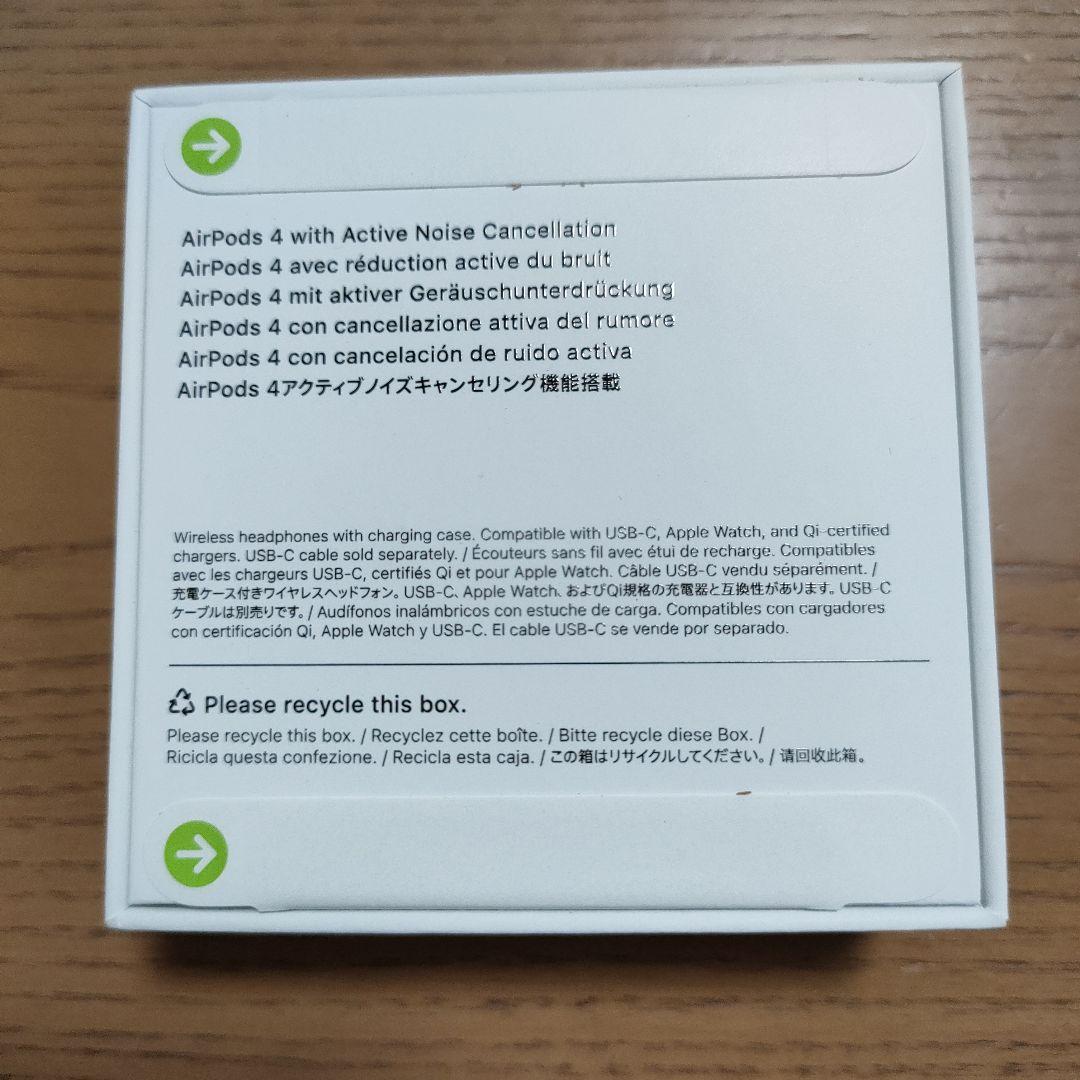 AirPods 4 with Active Noise Cancellation
AirPods 4 avec réduction active du bruit
AirPods 4 mit aktiver Geräuschunterdrückung
AirPods 4 con cancellazione attiva del rumore
AirPods 4 con cancelación de ruido activa
AirPods 4アクティブノイズキャンセリング機能搭載
Wireless headphones with charging case. Compatible with USB-C, Apple Watch, and Qi-certified
chargers. USB-C cable sold separately. / Écouteurs sans fil avec étui de recharge. Compatibles
avec les chargeurs USB-C, certifiés Qi et pour Apple Watch. Câble USB-C vendu séparément. /
充電ケース付きワイヤレスヘッドフォン。USB-C、Apple Watch、およびQi規格の充電器と互換性があります。USB-C
ケーブルは別売りです。/ Audífonos inalámbricos con estuche de carga. Compatibles con cargadores
con certificación Qi, Apple Watch y USB-C. El cable USB-C se vende por separado.
Please recycle this box.
Please recycle this box. / Recyclez cette boîte. / Bitte recycle diese Box. /
Ricicla questa confezione. / Recicla esta caja. / この箱はリサイクルしてください。/ 请回收此箱。